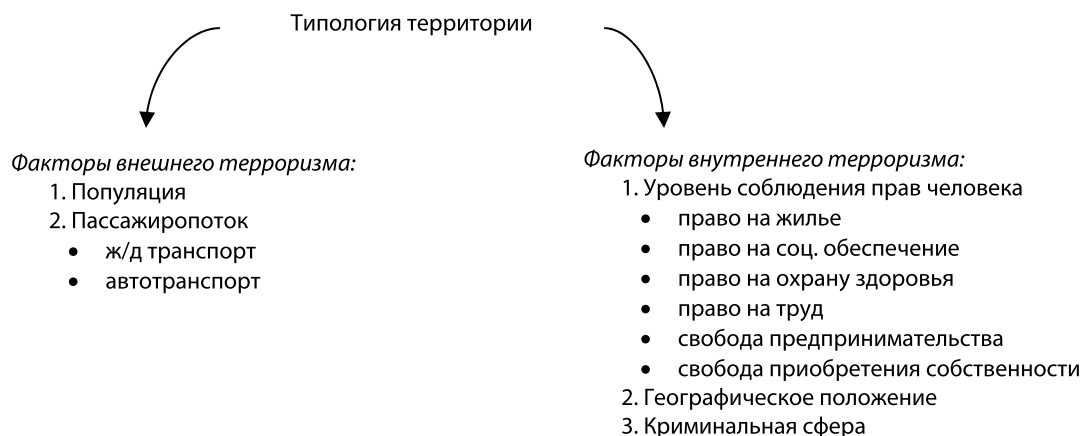 Типология территории
Факторы внешнего терроризма:
1. Популяция
2. Пассажиропоток
• ж/д транспорт
• автотранспорт
Факторы внутреннего терроризма:
1. Уровень соблюдения прав человека
• право на жилье
• право на соц. обеспечение
• право на охрану здоровья
• право на труд
• свобода предпринимательства
• свобода приобретения собственности
2. Географическое положение
3. Криминальная сфера